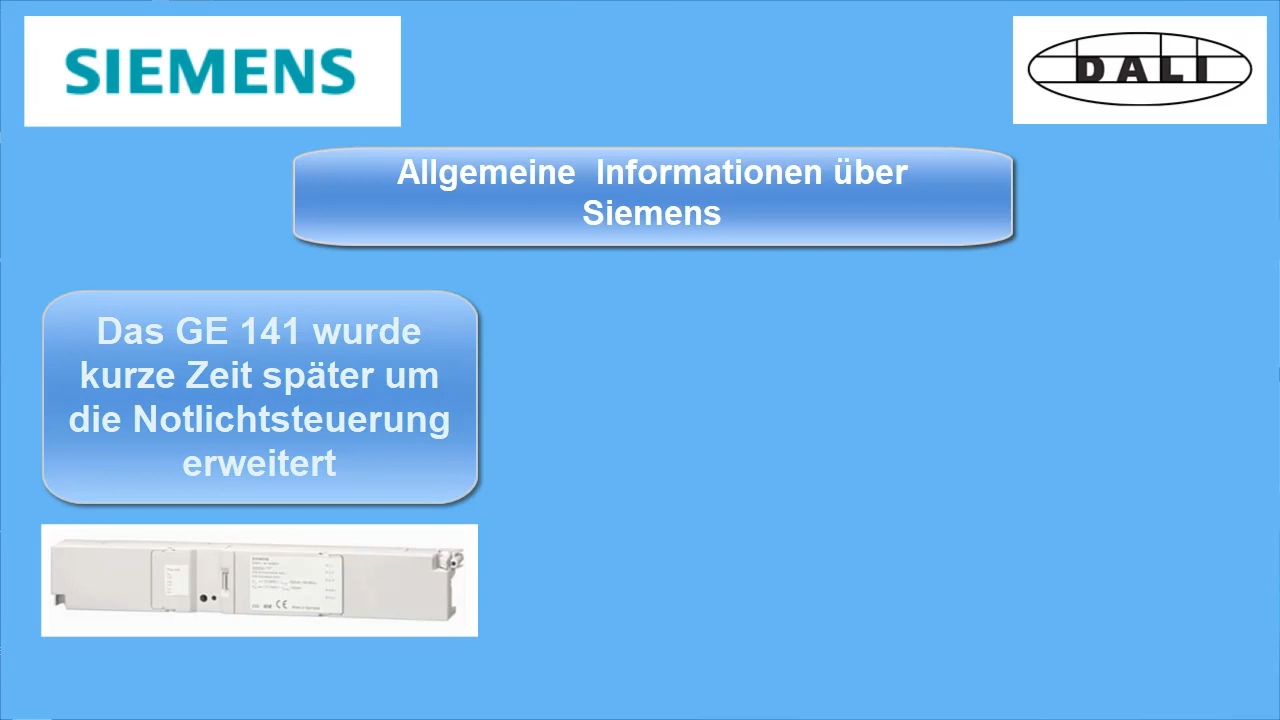 SIEMENS
DALI
Allgemeine Informationen über
Siemens
Das GE 141 wurde
kurze Zeit später um
die Notlichtsteuerung
erweitert